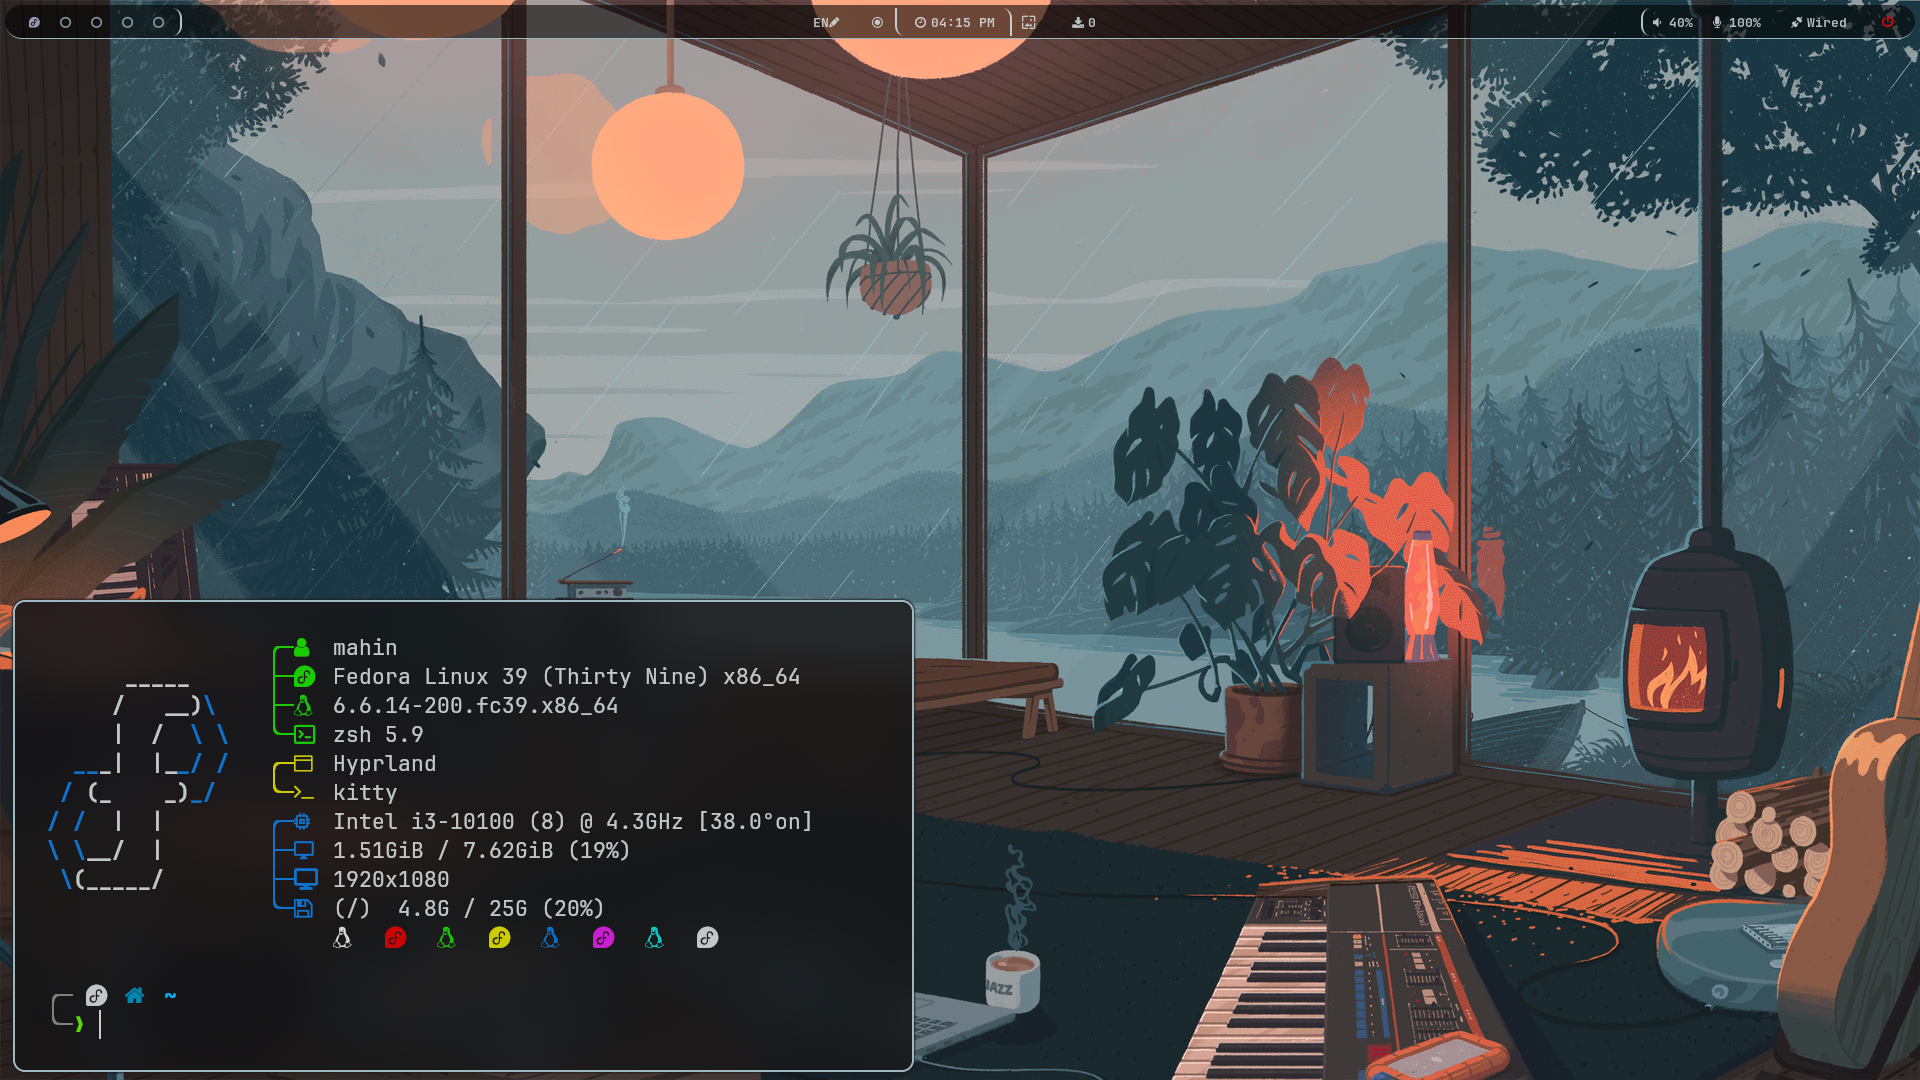 EN 04:15 PM 0 40% 100% Wired
mahin
Fedora Linux 39 (Thirty Nine) x86_64
6.6.14-200.fc39.x86_64
zsh 5.9
Hyprland
kitty
Intel i3-10100 (8) @ 4.3GHz [38.0°on]
1.51GiB / 7.62GiB (19%)
1920x1080
(/) 4.8G / 25G (20%)
~
JAZZ
Roland